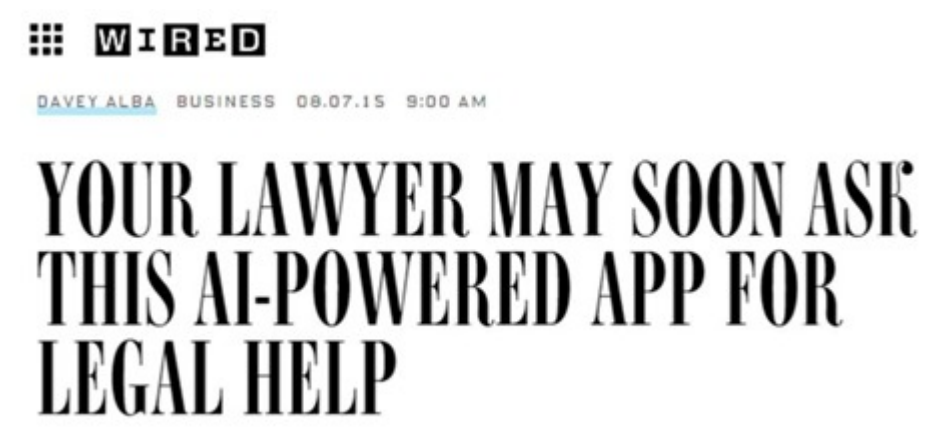 WIRED
DAVEY ALBA BUSINESS 08.07.15 9:00 AM
YOUR LAWYER MAY SOON ASK
THIS AI-POWERED APP FOR
LEGAL HELP